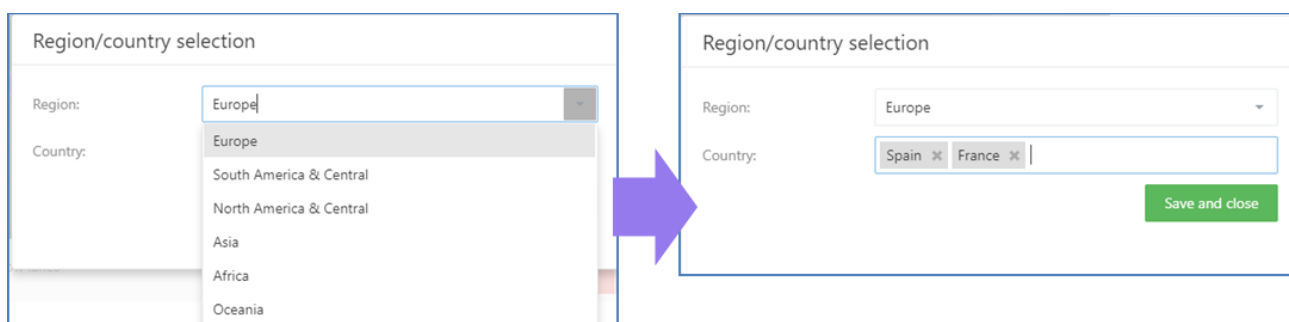 Region/country selection
Region: Europe
Europe
Country:
South America & Central
North America & Central
Asia
Africa
Oceania
Region/country selection
Region: Europe
Country: Spain France
Save and close